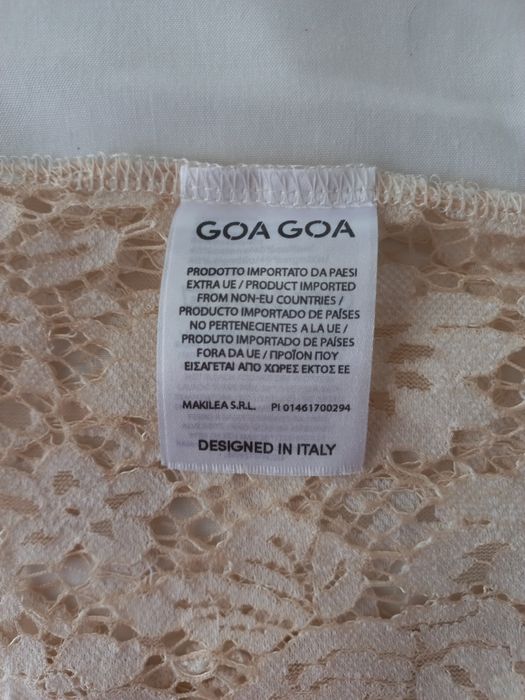 GOA GOA
PRODOTTO IMPORTATO DA PAESI
EXTRA UE / PRODUCT IMPORTED
FROM NON-EU COUNTRIES /
PRODUCTO IMPORTADO DE PAÍSES
NO PERTENECIENTES A LA UE /
PRODUTO IMPORTADO DE PAÍSES
FORA DA UE / ΠΡΟΪΟΝ ΠΟΥ
ΕΙΣΑΓΕΤΑΙ ΑΠΟ ΧΩΡΕΣ ΕΚΤΟΣ ΕΕ
MAKILEA S.R.L. PI 01461700294
DESIGNED IN ITALY